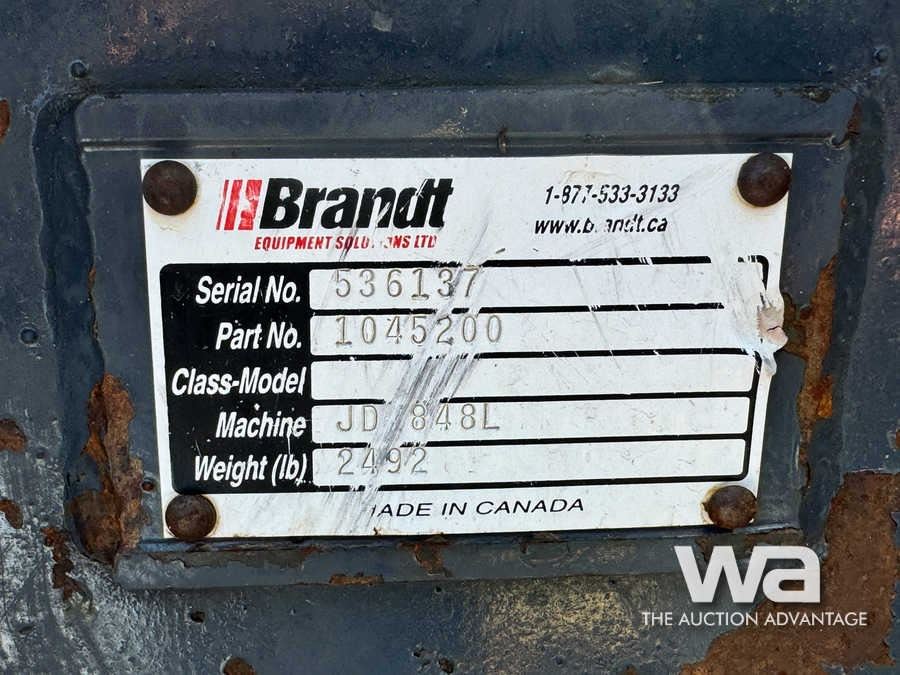 Brandt
EQUIPMENT SOLUTIONS LTD
1-877-533-3133
www.brandt.ca
Serial No. 536137
Part No. 1045200
Class-Model
Machine JD 848L
Weight (lb) 2492
MADE IN CANADA
wa
THE AUCTION ADVANTAGE